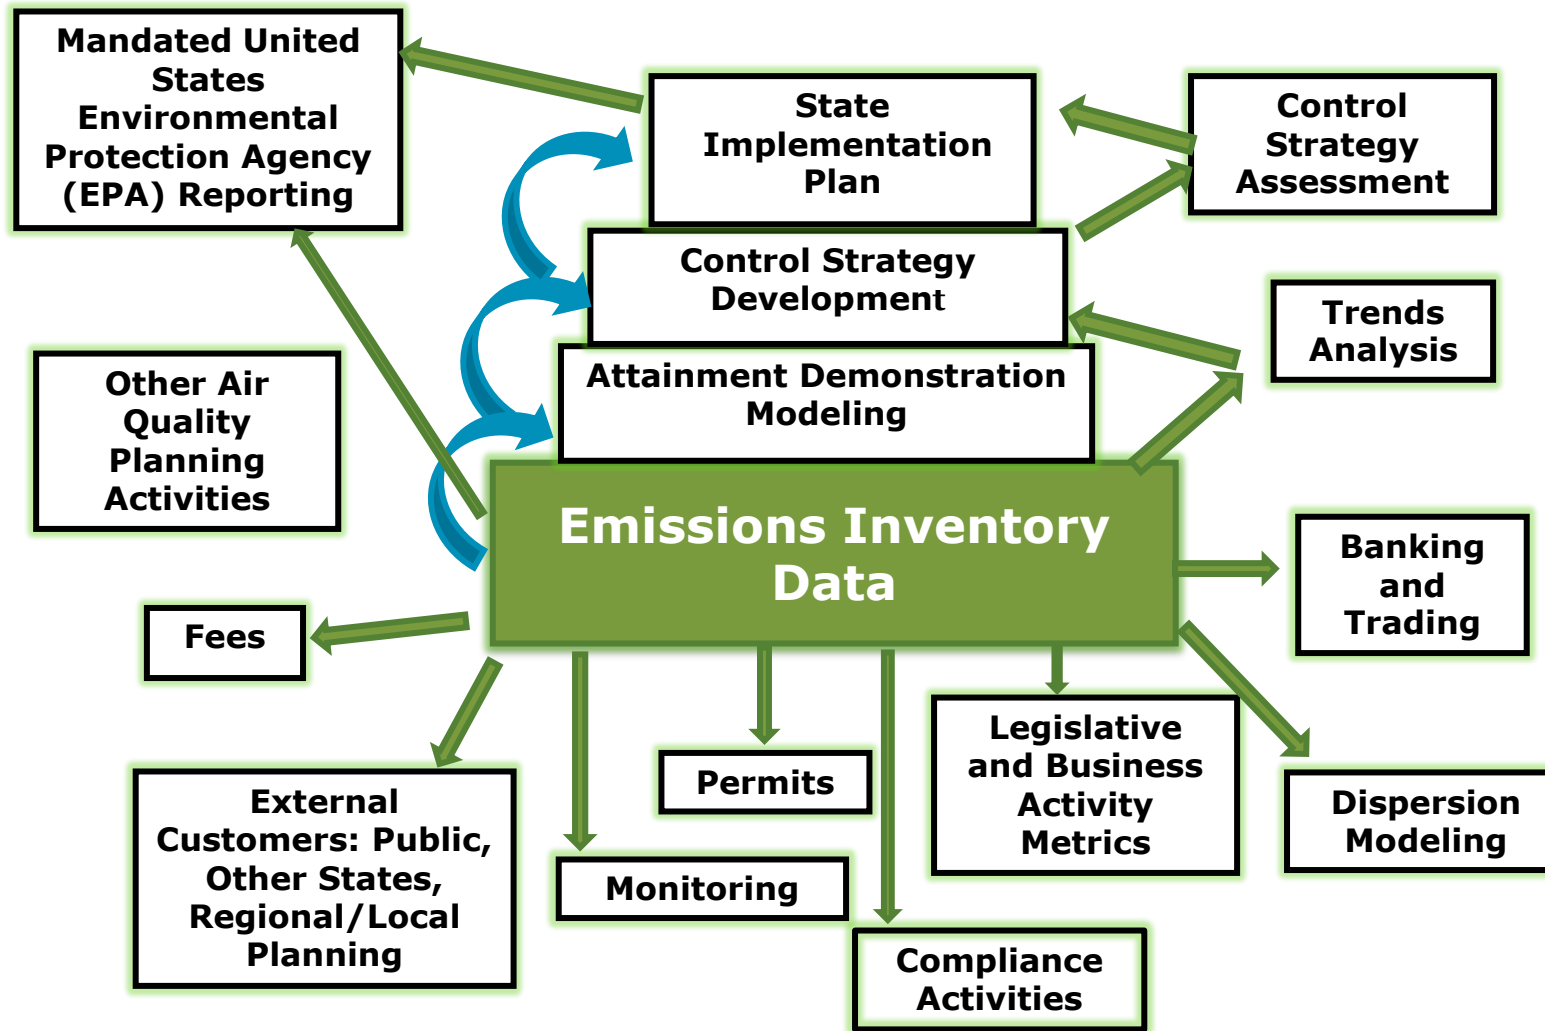 Mandated United
States
Environmental
Protection Agency
(EPA) Reporting
State
Implementation
Plan
Control
Strategy
Assessment
Control Strategy
Development
Trends
Analysis
Attainment Demonstration
Modeling
Other Air
Quality
Planning
Activities
Emissions Inventory
Data
Banking
and
Trading
Fees
Legislative
and Business
Activity
Metrics
Permits
External
Customers: Public,
Other States,
Regional/Local
Planning
Dispersion
Modeling
Monitoring
Compliance
Activities